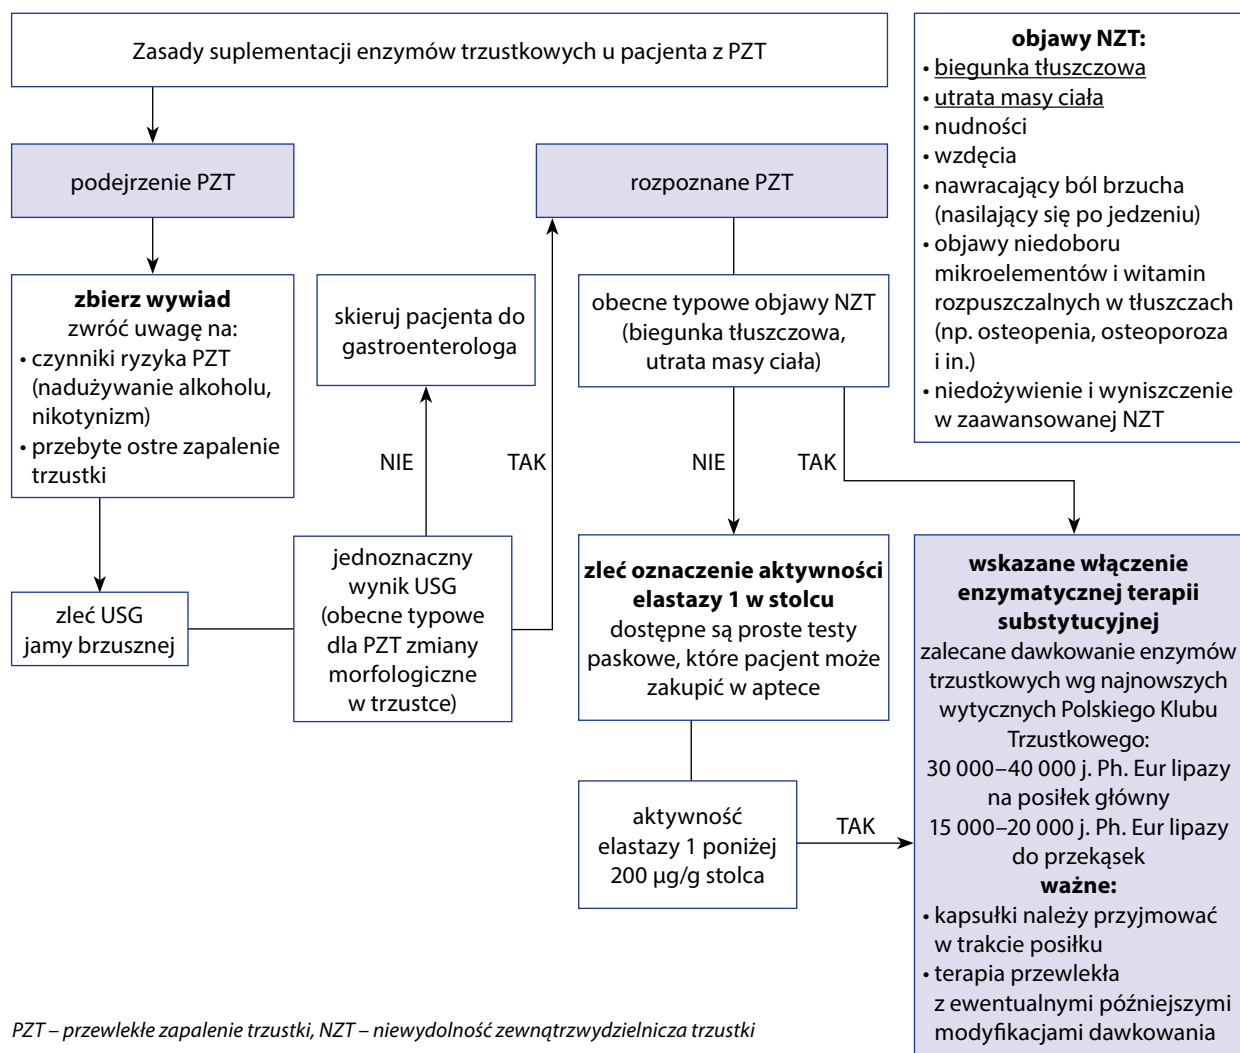 Zasady suplementacji enzymów trzustkowych u pacjenta z PZT
podejrzenie PZT
zbierz wywiad
zwróć uwagę na:
• czynniki ryzyka PZT
(nadużywanie alkoholu,
nikotynizm)
• przebyte ostre zapalenie
trzustki
zleć USG
jamy brzusznej
jednoznaczny
wynik USG
(obecne typowe
dla PZT zmiany
morfologiczne
w trzustce)
NIE
skieruj pacjenta do
gastroenterologa
TAK
rozpoznane PZT
obecne typowe objawy NZT
(biegunka tłuszczowa,
utrata masy ciała)
NIE
TAK
zleć oznaczenie aktywności
elastazy 1 w stolcu
dostępne są proste testy
paskowe, które pacjent może
zakupić w aptece
aktywność
elastazy 1 poniżej
200 µg/g stolca
TAK
objawy NZT:
• biegunka tłuszczowa
• utrata masy ciała
• nudności
• wzdęcia
• nawracający ból brzucha
(nasilający się po jedzeniu)
• objawy niedoboru
mikroelementów i witamin
rozpuszczalnych w tłuszczach
(np. osteopenia, osteoporoza
i in.)
• niedożywienie i wyniszczenie
w zaawansowanej NZT
wskazane włączenie
enzymatycznej terapii
substytucyjnej
zalecane dawkowanie enzymów
trzustkowych wg najnowszych
wytycznych Polskiego Klubu
Trzustkowego:
30 000–40 000 j. Ph. Eur lipazy
na posiłek główny
15 000–20 000 j. Ph. Eur lipazy
do przekąsek
ważne:
• kapsułki należy przyjmować
w trakcie posiłku
• terapia przewlekła
z ewentualnymi późniejszymi
modyfikacjami dawkowania
PZT – przewlekłe zapalenie trzustki, NZT – niewydolność zewnątrzwydzielnicza trzustki